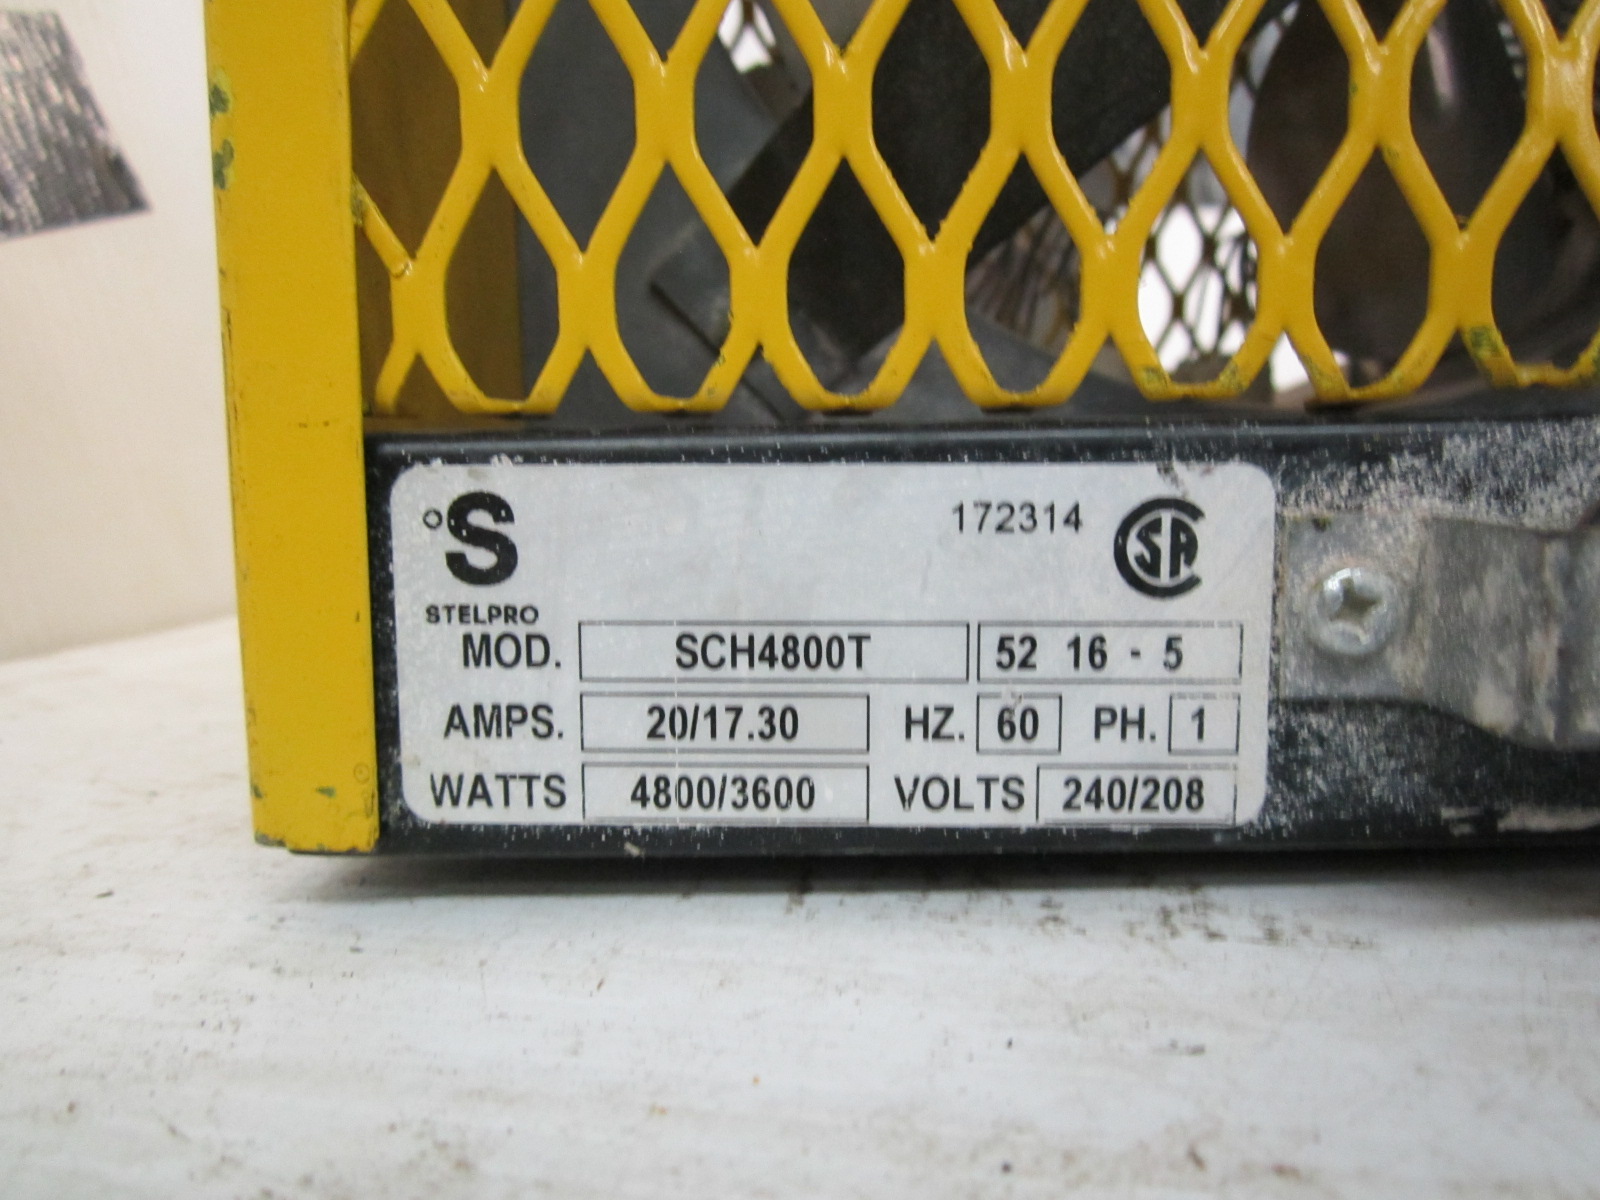 °S 172314 CSA
STELPRO
MOD. SCH4800T 52 16 - 5
AMPS. 20/17.30 HZ. 60 PH. 1
WATTS 4800/3600 VOLTS 240/208